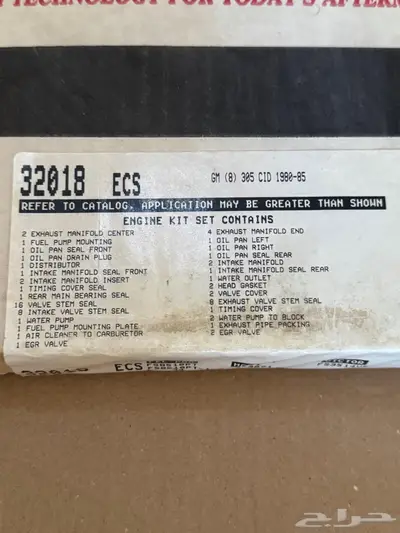 TECHNOLOGY FOR TODAY'S
32018 ECS GM (8) 305 CID 1980-85
REFER TO CATALOG. APPLICATION MAY BE GREATER THAN SHOWN
ENGINE KIT SET CONTAINS
2 EXHAUST MANIFOLD CENTER
1 FUEL PUMP MOUNTING
1 OIL PAN SEAL FRONT
1 OIL PAN DRAIN PLUG
1 DISTRIBUTOR
1 INTAKE MANIFOLD SEAL FRONT
2 INTAKE MANIFOLD INSERT
1 TIMING COVER SEAL
1 REAR MAIN BEARING SEAL
16 VALVE STEM SEAL
8 INTAKE VALVE STEM SEAL
1 WATER PUMP
1 FUEL PUMP MOUNTING PLATE
1 AIR CLEANER TO CARBURETOR
1 EGR VALVE
4 EXHAUST MANIFOLD END
1 OIL PAN LEFT
1 OIL PAN RIGHT
1 OIL PAN SEAL REAR
2 INTAKE MANIFOLD
1 INTAKE MANIFOLD SEAL REAR
1 WATER OUTLET
2 HEAD GASKET
2 VALVE COVER
8 EXHAUST VALVE STEM SEAL
1 TIMING COVER
2 WATER PUMP TO BLOCK
1 EXHAUST PIPE PACKING
2 EGR VALVE
32018 ECS
حراج